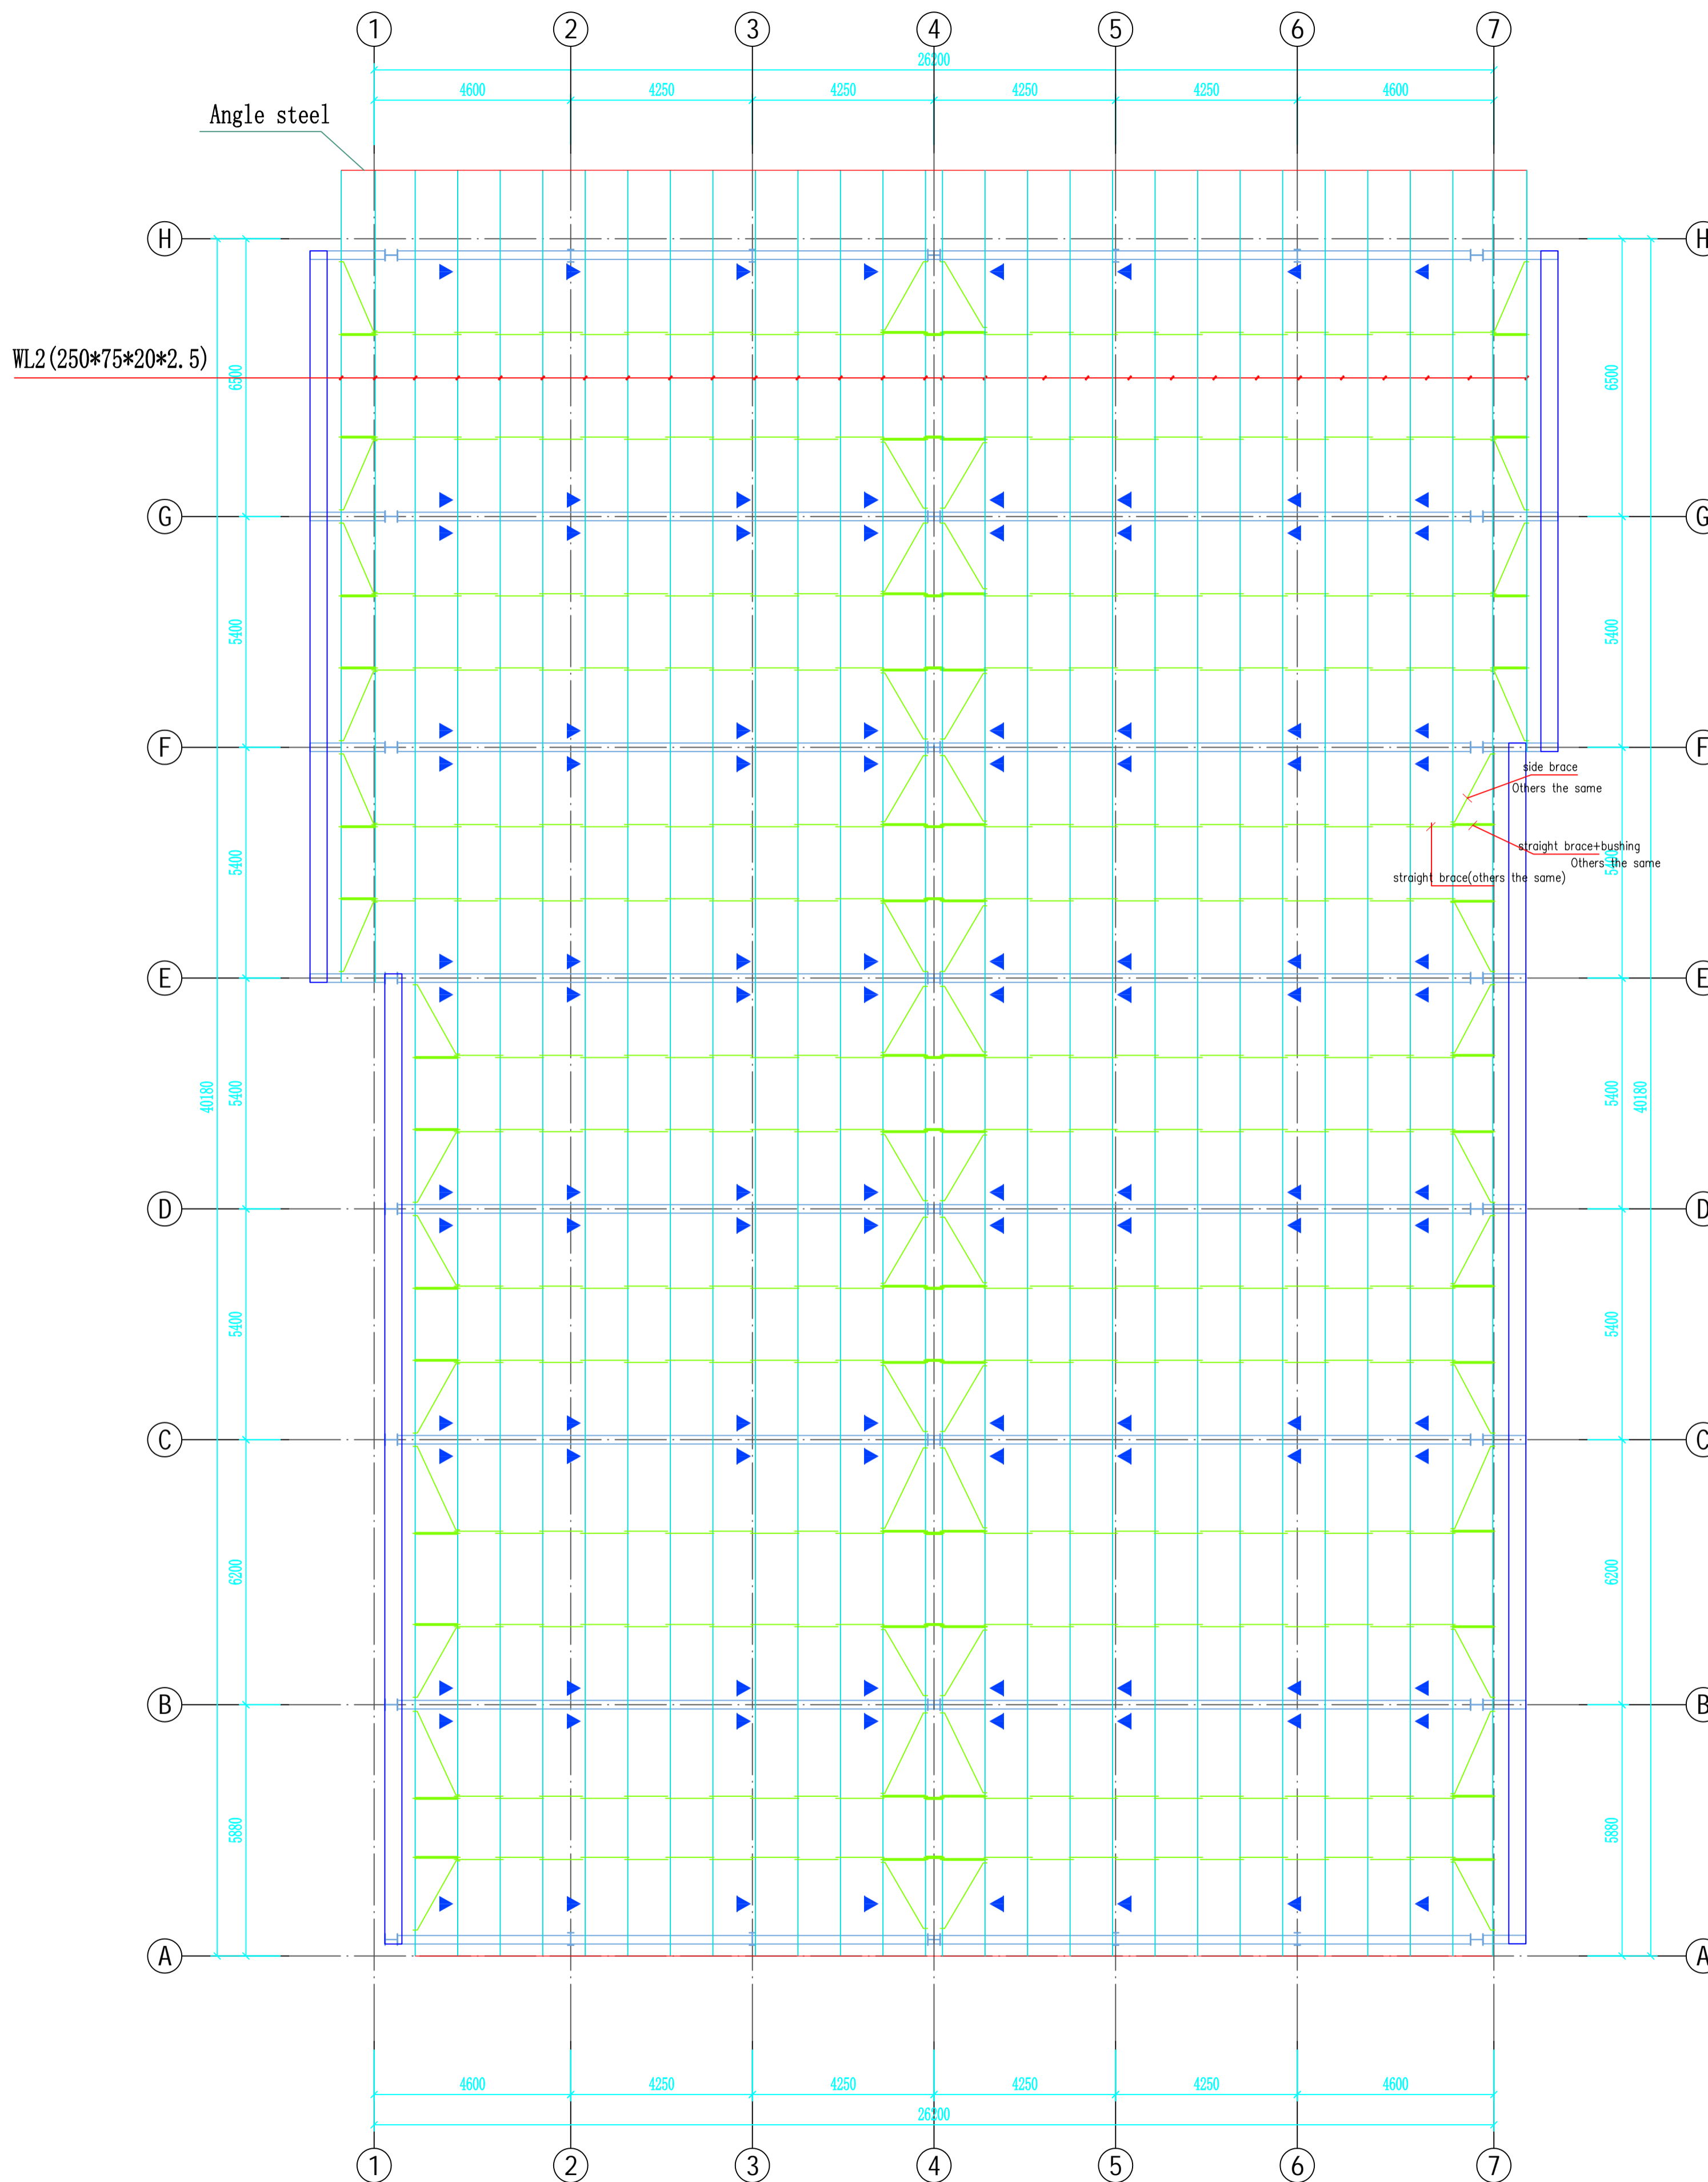 1 2 3 4 5 6 7
26200
4600 4250 4250 4250 4250 4600
Angle steel
H H
WL2(250*75*20*2.5)
6500 6500
G G
5400 5400
F F
side brace
Others the same
straight brace+bushing
5400 5400
Others the same
straight brace(others the same)
E E
40180 5400 5400 40180
D D
5400 5400
C C
6200 6200
B B
5880 5880
A A
4600 4250 4250 4250 4250 4600
26200
1 2 3 4 5 6 7